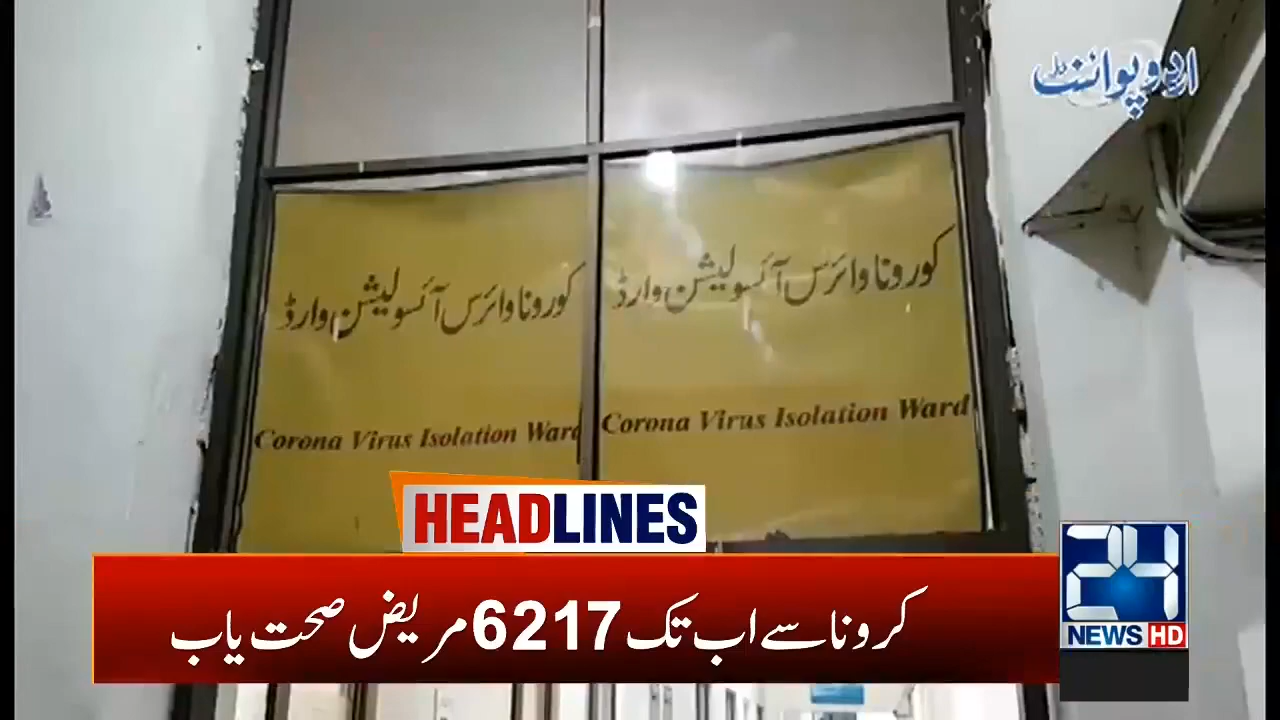 اردو پوائنٹ
کورونا وائرس آئسولیشن وارڈ
کورونا وائرس آئسولیشن وارڈ
Corona Virus Isolation Ward
Corona Virus Isolation Ward
HEADLINES
کرونا سے اب تک 6217 مریض صحت یاب
24
NEWS HD